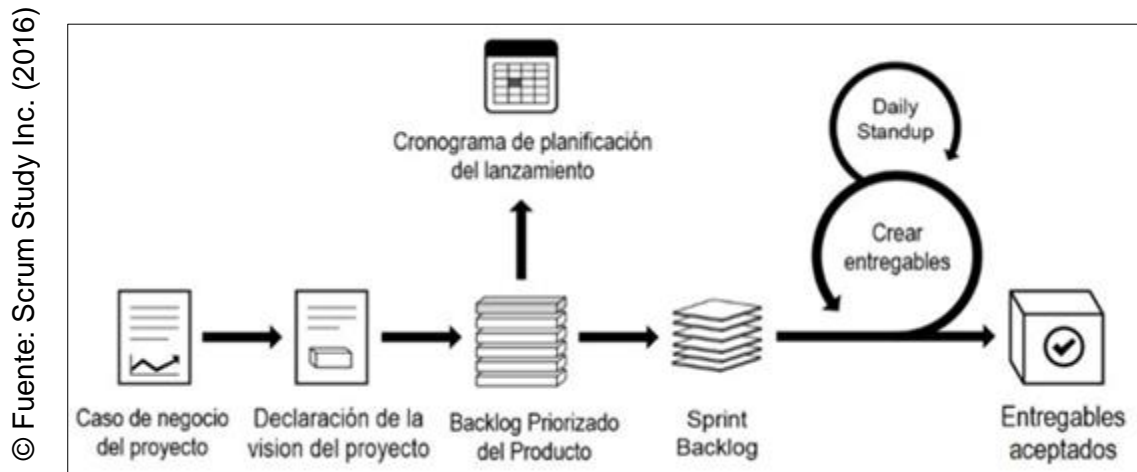 © Fuente: Scrum Study Inc. (2016)
Cronograma de planificación
del lanzamiento
Daily
Standup
Crear
entregables
Caso de negocio
del proyecto
Declaración de la
vision del proyecto
Backlog Priorizado
del Producto
Sprint
Backlog
Entregables
aceptados